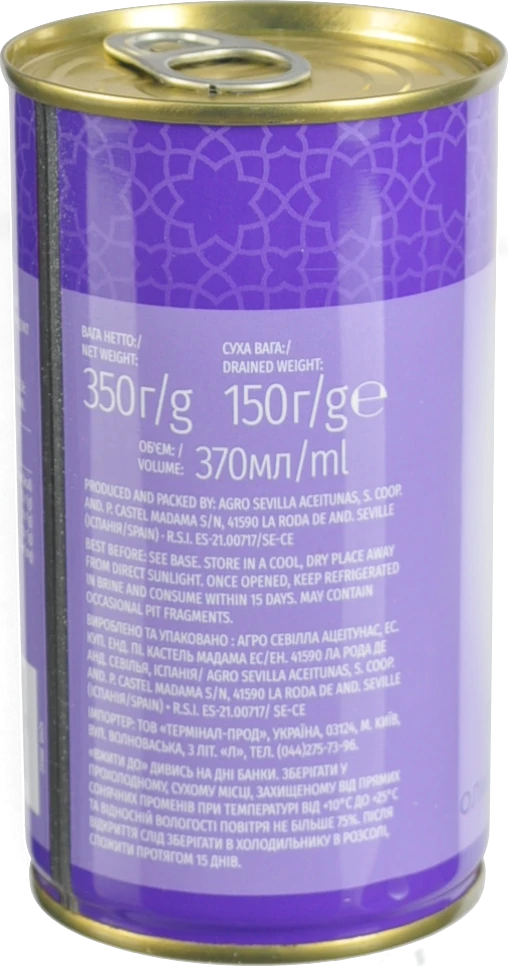 ВАГА НЕТТО:/
NET WEIGHT:
350г/g
СУХА ВАГА:/
DRAINED WEIGHT:
150г/g℮
ОБ'ЄМ: /
VOLUME: 370мл/ml
PRODUCED AND PACKED BY: AGRO SEVILLA ACEITUNAS, S. COOP.
AND. P. CASTEL MADAMA S/N, 41590 LA RODA DE AND. SEVILLE
(ІСПАНІЯ/SPAIN) • R.S.I. ES-21.00717/SE-CE
BEST BEFORE: SEE BASE. STORE IN A COOL, DRY PLACE AWAY
FROM DIRECT SUNLIGHT. ONCE OPENED, KEEP REFRIGERATED
IN BRINE AND CONSUME WITHIN 15 DAYS. MAY CONTAIN
OCCASIONAL PIT FRAGMENTS.
ВИРОБЛЕНО ТА УПАКОВАНО : АГРО СЕВІЛЛА АЦЕІТУНАС, ЕС.
КУП. ЕНД. ПІ. КАСТЕЛЬ МАДАМА ЕС/ЕН. 41590 ЛА РОДА ДЕ
АНД. СЕВІЛЬЯ, ІСПАНІЯ/ AGRO SEVILLA ACEITUNAS, S. COOP.
AND. P. CASTEL MADAMA S/N, 41590 LA RODA DE AND. SEVILLE
(ІСПАНІЯ/SPAIN) • R.S.I. ES-21.00717/ SE-CE
ІМПОРТЕР: ТОВ «ТЕРМІНАЛ-ПРОД», УКРАЇНА, 03124, М. КИЇВ,
ВУЛ. ВОЛНОВАСЬКА, 3 ЛІТ. «Л», ТЕЛ. (044)275-73-96.
«ВЖИТИ ДО» ДИВИСЬ НА ДНІ БАНКИ. ЗБЕРІГАТИ У
ПРОХОЛОДНОМУ, СУХОМУ МІСЦІ, ЗАХИЩЕНОМУ ВІД ПРЯМИХ
СОНЯЧНИХ ПРОМЕНІВ ПРИ ТЕМПЕРАТУРІ ВІД +10°С ДО +25°С
ТА ВІДНОСНІЙ ВОЛОГОСТІ ПОВІТРЯ НЕ БІЛЬШЕ 75%. ПІСЛЯ
ВІДКРИТТЯ СЛІД ЗБЕРІГАТИ В ХОЛОДИЛЬНИКУ В РОЗСОЛІ,
СПОЖИТИ ПРОТЯГОМ 15 ДНІВ.